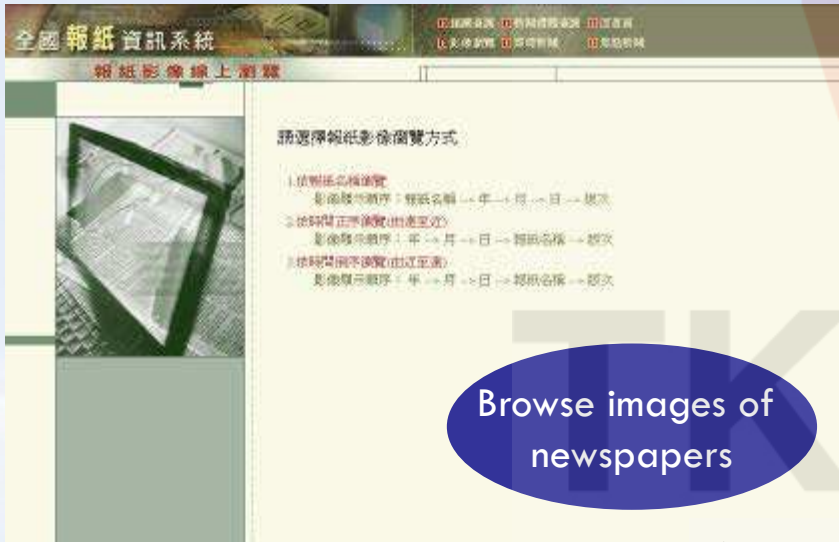 全國報紙資訊系統
報紙影像線上瀏覽
請選擇報紙影像瀏覽方式
1.依報紙名稱瀏覽
影像顯示順序：報紙名稱 --> 年 --> 月 --> 日 --> 版次
2.依時間正序瀏覽(由遠至近)
影像顯示順序：年 --> 月 --> 日 --> 報紙名稱 --> 版次
3.依時間倒序瀏覽(由近至遠)
影像顯示順序：年 --> 月 --> 日 --> 報紙名稱 --> 版次
Browse images of
newspapers
TK